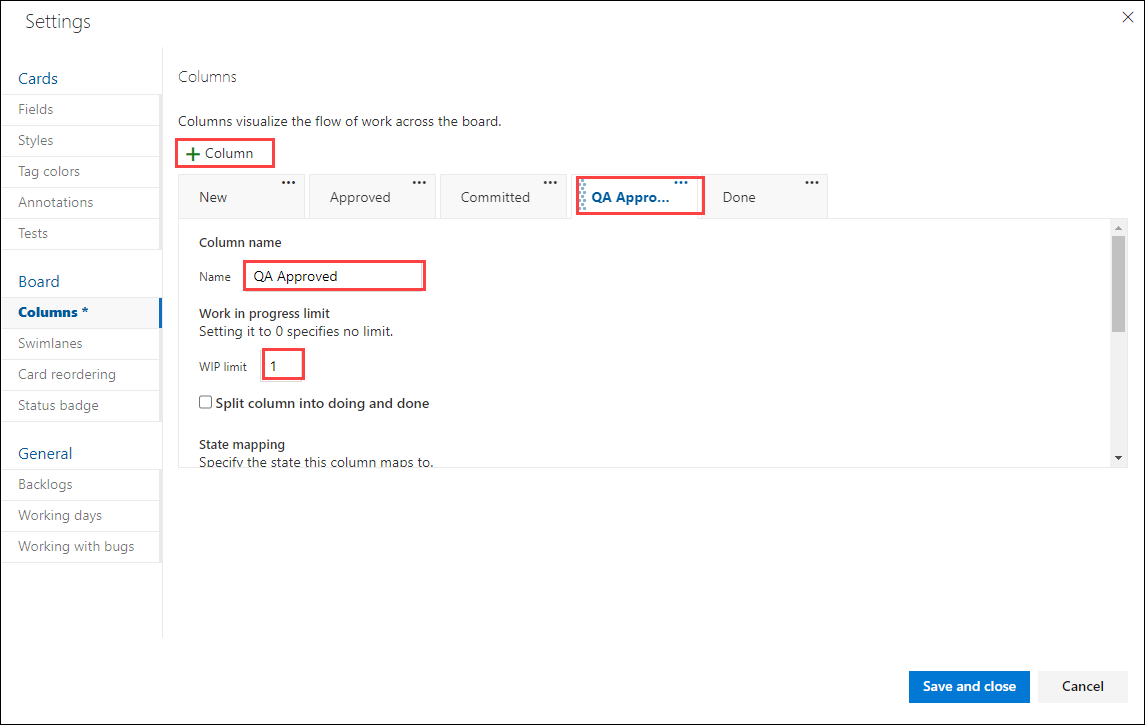 Settings
Cards
Fields
Styles
Tag colors
Annotations
Tests
Board
Columns *
Swimlanes
Card reordering
Status badge
General
Backlogs
Working days
Working with bugs
Columns
Columns visualize the flow of work across the board.
+ Column
New ... Approved ... Committed ... QA Appro... ... Done ...
Column name
Name QA Approved
Work in progress limit
Setting it to 0 specifies no limit.
WIP limit 1
Split column into doing and done
State mapping
Specify the state this column maps to.
Save and close Cancel